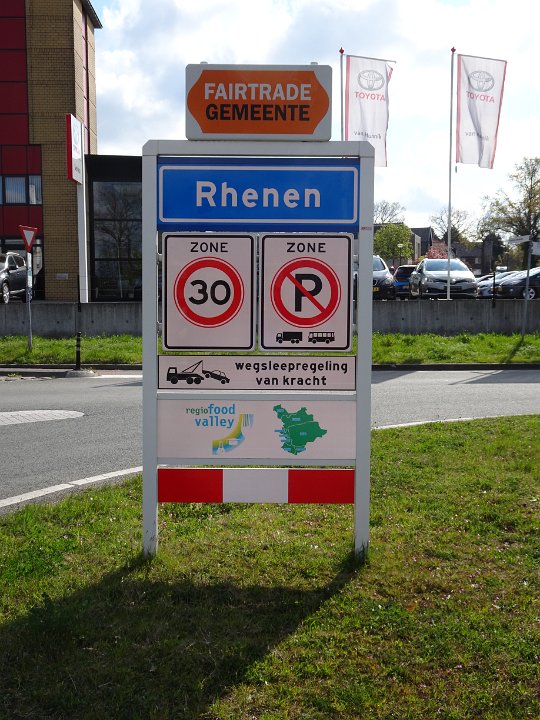 FAIRTRADE
GEMEENTE
Rhenen
ZONE
30
ZONE
P
wegsleepregeling
van kracht
regio food
valley
TOYOTA
TOYOTA